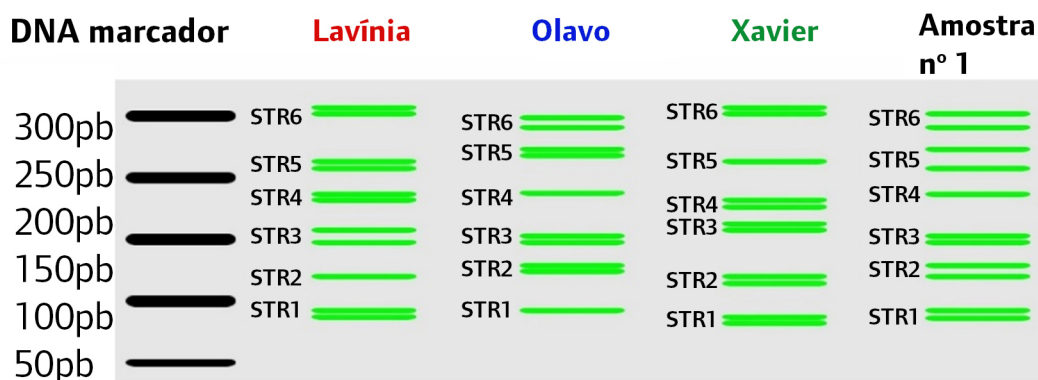 DNA marcador
Lavínia
Olavo
Xavier
Amostra
nº 1
300pb
250pb
200pb
150pb
100pb
50pb
STR6
STR5
STR4
STR3
STR2
STR1
STR6
STR5
STR4
STR3
STR2
STR1
STR6
STR5
STR4
STR3
STR2
STR1
STR6
STR5
STR4
STR3
STR2
STR1